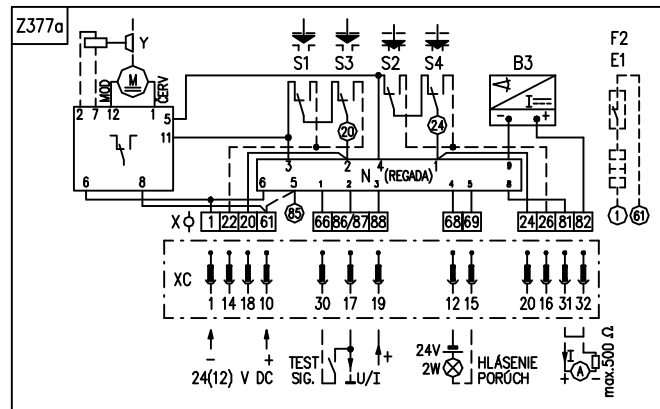 Z377a
Y
M
MOD
ČERV
2 7 12 1
5
11
6 8
S1 S3 S2 S4
20
24
B3
I
- +
F2
E1
1 61
3 2 4 1 9
N (REGADA)
6 5 1 2 3 4 5 8
X 1 22 20 61 85 66 86/87 88 68 69 24 26 81 82
XC
1 14 18 10 30 17 19 12 15 20 16 31 32
- +
24(12) V DC
TEST
SIG.
U/I
+
24V
2W
HLÁSENIE
PORÚCH
I
A
+ -
max.500 Ω